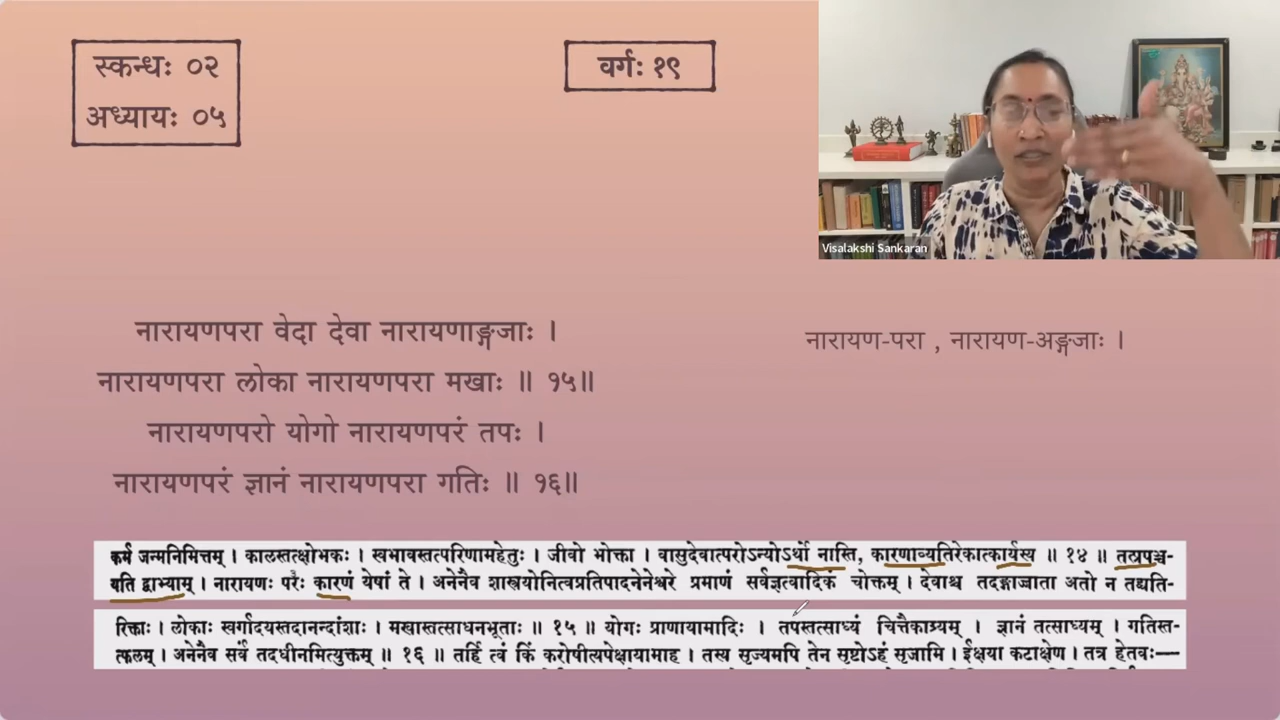 स्कन्धः ०२
अध्यायः ०५
वर्गः १९
Visalakshi Sankaran
नारायणपरा वेदा देवा नारायणाङ्गजाः ।
नारायणपरा लोका नारायणपरा मखाः ॥ १५॥
नारायणपरो योगो नारायणपरं तपः ।
नारायणपरं ज्ञानं नारायणपरा गतिः ॥ १६॥
नारायण-परा , नारायण-अङ्गजाः ।
कर्म जन्मनिमित्तम् । कालस्तत्क्षोभकः । स्वभावस्तत्परिणामहेतुः । जीवो भोक्ता । वासुदेवात्परोऽन्योऽर्थो नास्ति, कारणाव्यतिरेकात्कार्यस्य ॥ १४ ॥ तत्प्रपञ्च-
यति द्वाभ्याम् । नारायणः परः कारणं येषां ते । अनेनैव शास्त्रयोनित्वप्रतिपादनेनेश्वरे प्रमाणं सर्वज्ञत्वादिकं चोक्तम् । देवाश्च तदङ्गाज्जाता अतो न तद्व्यति-
रिक्ताः । लोकाः स्वर्गादयस्तदानन्दांशाः । मखास्तत्साधनभूताः ॥ १५ ॥ योगः प्राणायामादिः । तपस्तत्साध्यं चित्तैकाग्र्यम् । ज्ञानं तत्साध्यम् । गतिस्त-
त्फलम् । अनेनैव सर्वं तदधीनमित्युक्तम् ॥ १६ ॥ तर्हि त्वं किं करोषीत्यपेक्षायामाह । तस्य सृज्यमपि तेन सृष्टोऽहं सृजामि । ईक्षया कटाक्षेण । तत्र हेतवः—